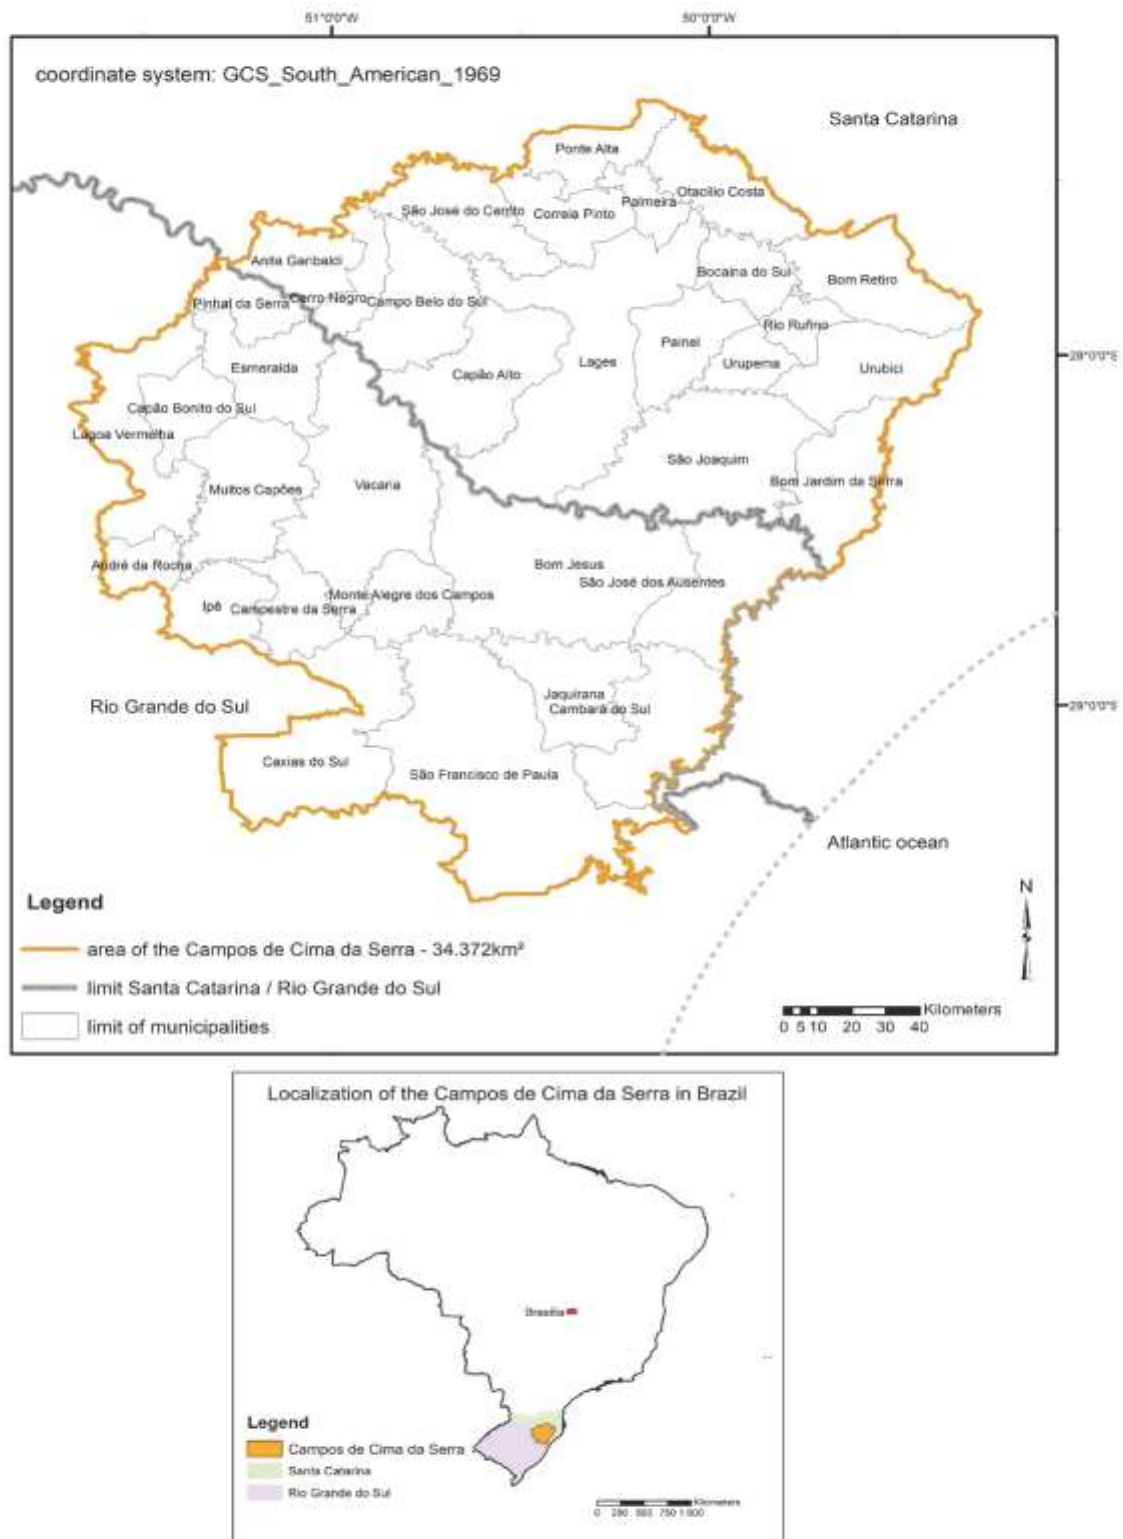 51°0'0"W 50°0'0"W
coordinate system: GCS_South_American_1969
Santa Catarina
Ponte Alta
Otacílio Costa
Palmeira
São José do Cerrito
Correia Pinto
Anita Garibaldi
Bocaina do Sul
Bom Retiro
Pinhal da Serra
Cerro Negro
Campo Belo do Sul
Rio Rufino
Painel
28°0'0"S
Lages
Urupema
Urubici
Esmeralda
Capão Alto
Capão Bonito do Sul
Lagoa Vermelha
São Joaquim
Bom Jardim da Serra
Muitos Capões
Vacaria
Bom Jesus
André da Rocha
São José dos Ausentes
Monte Alegre dos Campos
Ipê
Campestre da Serra
Jaquirana
Rio Grande do Sul
Cambará do Sul
29°0'0"S
Caxias do Sul
São Francisco de Paula
Atlantic ocean
N
Legend
area of the Campos de Cima da Serra - 34.372km²
limit Santa Catarina / Rio Grande do Sul
limit of municipalities
Kilometers
0 5 10 20 30 40
Localization of the Campos de Cima da Serra in Brazil
Brasília
Legend
Campos de Cima da Serra
Santa Catarina
Rio Grande do Sul
Kilometers
0 250 500 750 1 000